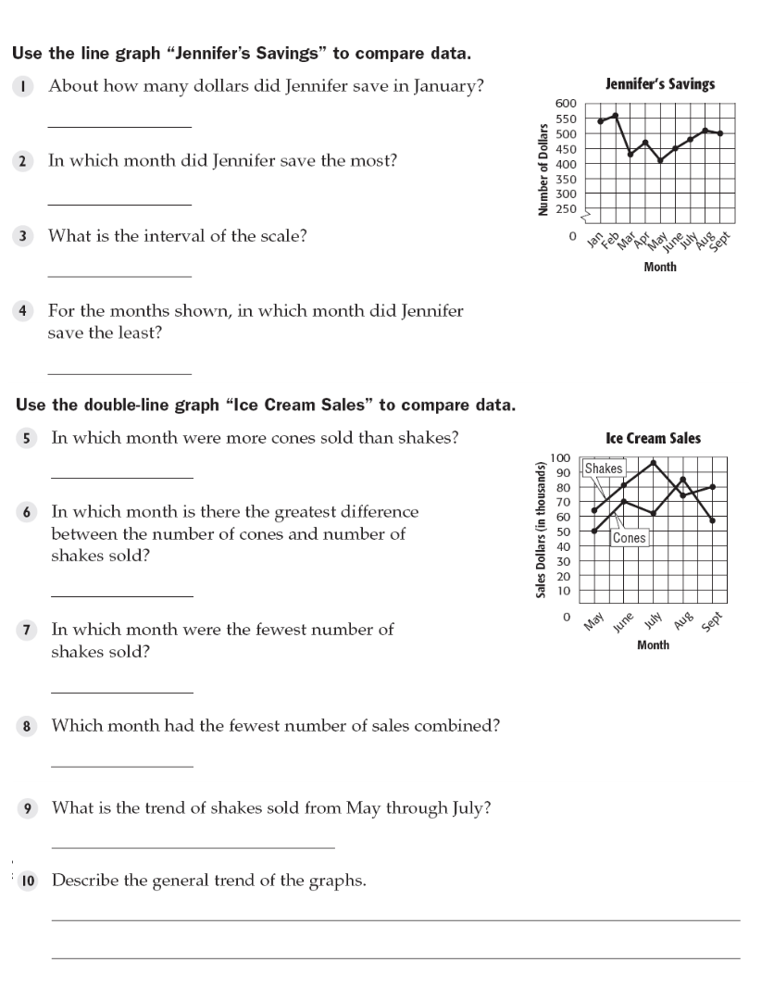 Use the line graph “Jennifer’s Savings” to compare data.
1 About how many dollars did Jennifer save in January?
2 In which month did Jennifer save the most?
3 What is the interval of the scale?
4 For the months shown, in which month did Jennifer
save the least?
Jennifer’s Savings
Number of Dollars
600
550
500
450
400
350
300
250
0
Jan Feb Mar Apr May June July Aug Sept
Month
Use the double-line graph “Ice Cream Sales” to compare data.
5 In which month were more cones sold than shakes?
6 In which month is there the greatest difference
between the number of cones and number of
shakes sold?
7 In which month were the fewest number of
shakes sold?
Ice Cream Sales
Sales Dollars (in thousands)
100
90
80
70
60
50
40
30
20
10
0
Shakes
Cones
May June July Aug Sept
Month
8 Which month had the fewest number of sales combined?
9 What is the trend of shakes sold from May through July?
10 Describe the general trend of the graphs.